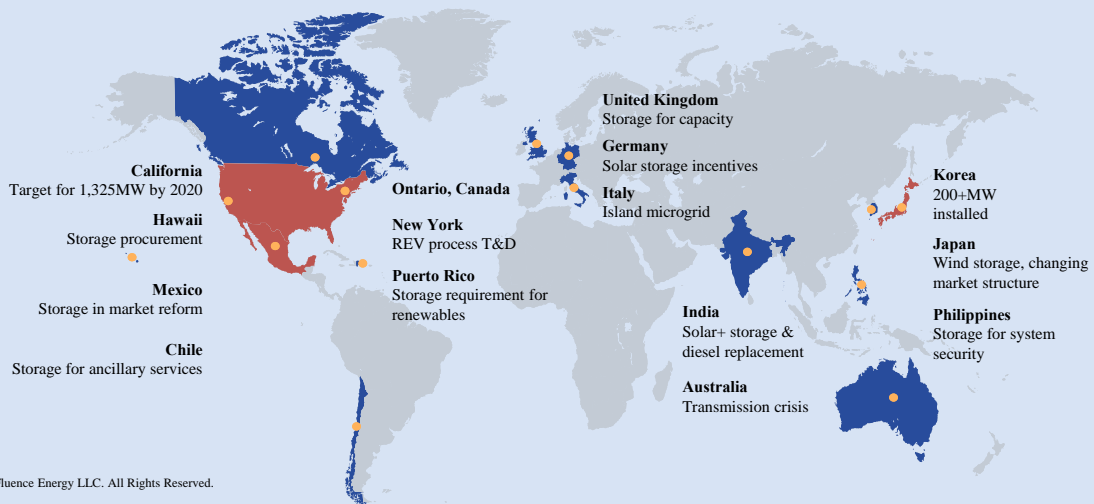 California
Target for 1,325MW by 2020
Hawaii
Storage procurement
Mexico
Storage in market reform
Chile
Storage for ancillary services
Ontario, Canada
New York
REV process T&D
Puerto Rico
Storage requirement for
renewables
United Kingdom
Storage for capacity
Germany
Solar storage incentives
Italy
Island microgrid
India
Solar+ storage &
diesel replacement
Australia
Transmission crisis
Korea
200+MW
installed
Japan
Wind storage, changing
market structure
Philippines
Storage for system
security
Energy LLC. All Rights Reserved.